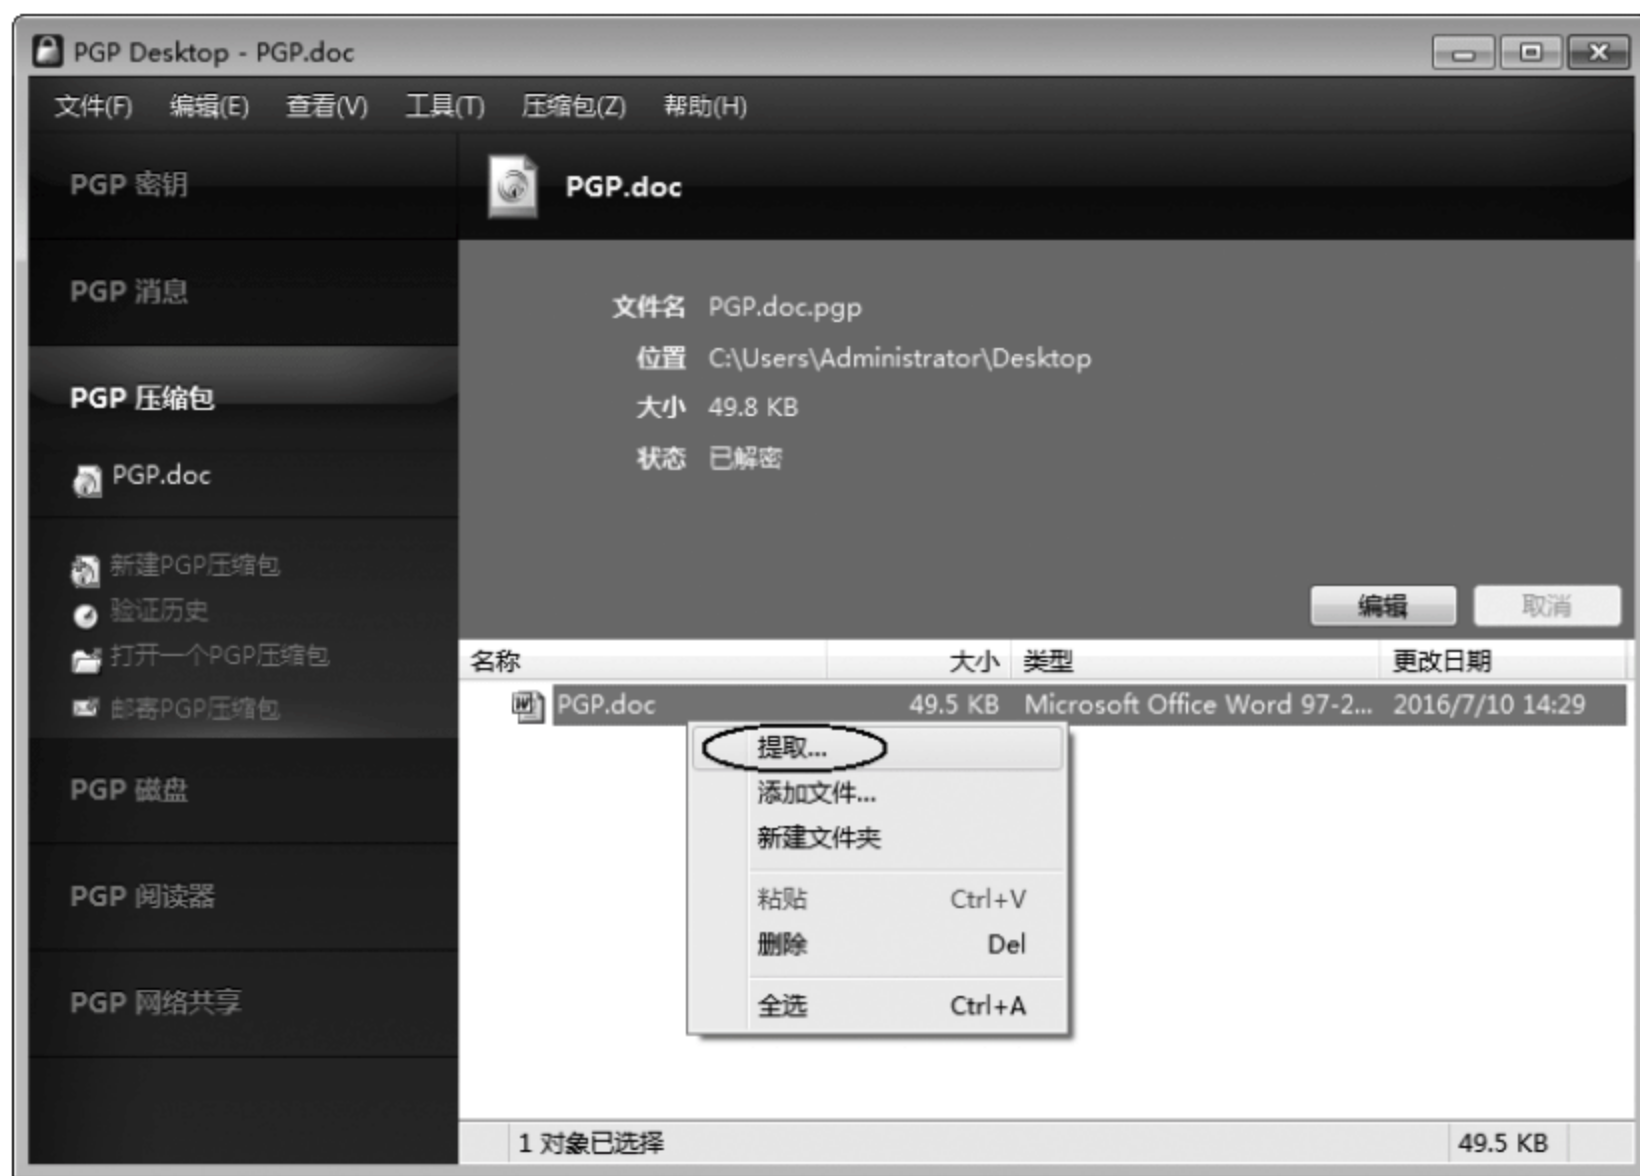 PGP Desktop - PGP.doc
文件(F) 编辑(E) 查看(V) 工具(T) 压缩包(Z) 帮助(H)
PGP 密钥
PGP 消息
PGP 压缩包
PGP.doc
新建PGP压缩包
验证历史
打开一个PGP压缩包
邮寄PGP压缩包
PGP 磁盘
PGP 阅读器
PGP 网络共享
PGP.doc
文件名 PGP.doc.pgp
位置 C:\Users\Administrator\Desktop
大小 49.8 KB
状态 已解密
编辑 取消
名称 大小 类型 更改日期
PGP.doc 49.5 KB Microsoft Office Word 97-2... 2016/7/10 14:29
提取...
添加文件...
新建文件夹
粘贴 Ctrl+V
删除 Del
全选 Ctrl+A
1 对象已选择 49.5 KB